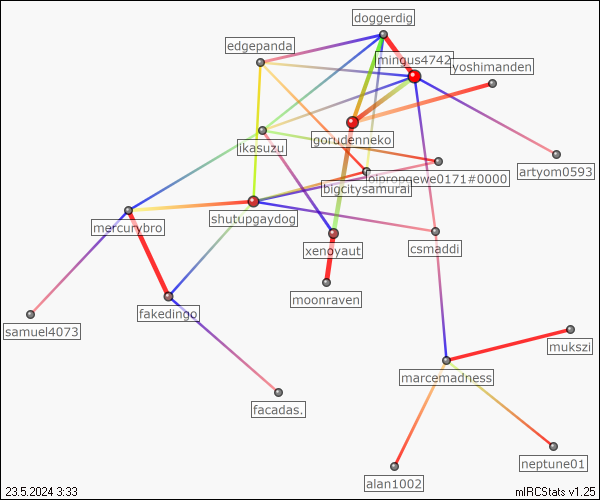 doggerdig
edgepanda
mingus4742
yoshimanden
gorudenneko
ikasuzu
artyom0593
loipropnewe0171#0000
bigcitysamurai
mercurybro
shutupgaydog
xenoyaut
csmaddi
moonraven
fakedingo
samuel4073
mukszi
marcemadness
facadas.
neptune01
alan1002
23.5.2024 3:33
mIRCStats v1.25